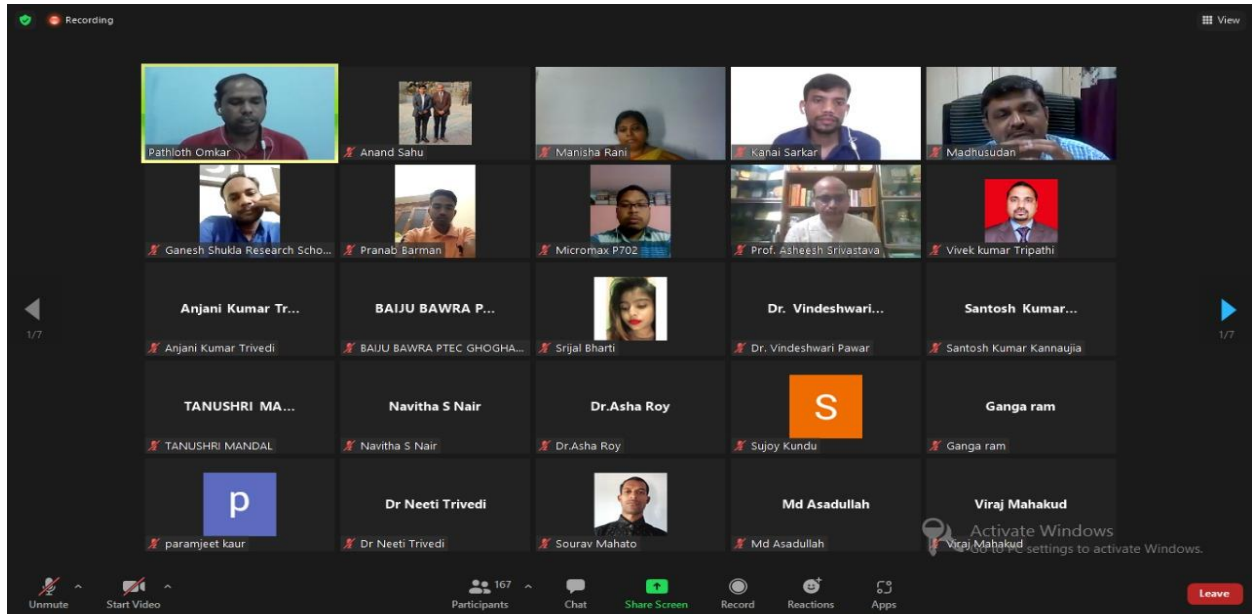 Recording
View
Pathloth Omkar
Anand Sahu
Manisha Rani
Kanai Sarkar
Madhusudan
Ganesh Shukla Research Scho...
Pranab Barman
Micromax P702
Prof. Asheesh Srivastava
Vivek kumar Tripathi
Anjani Kumar Tr...
BAIJU BAWRA P...
Dr. Vindeshwari...
Santosh Kumar...
1/7
1/7
Anjani Kumar Trivedi
BAIJU BAWRA PTEC GHOGHA...
Srijal Bharti
Dr. Vindeshwari Pawar
Santosh Kumar Kannaujia
TANUSHRI MA...
Navitha S Nair
Dr.Asha Roy
S
Ganga ram
TANUSHRI MANDAL
Navitha S Nair
Dr.Asha Roy
Sujoy Kundu
Ganga ram
p
Dr Neeti Trivedi
Md Asadullah
Viraj Mahakud
paramjeet kaur
Dr Neeti Trivedi
Sourav Mahato
Md Asadullah
Viraj Mahakud
Activate Windows
Go to PC settings to activate Windows.
Unmute
Start Video
167
Participants
Chat
Share Screen
Record
Reactions
Apps
Leave